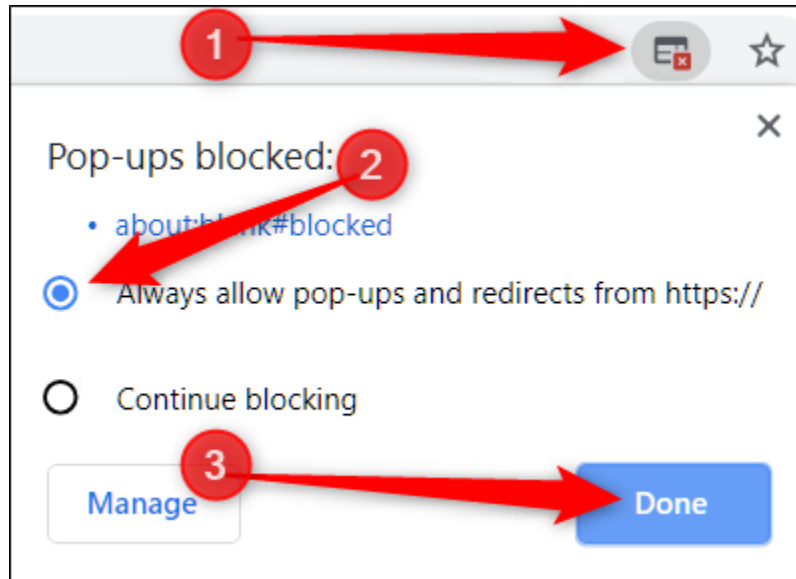 1
Pop-ups blocked:
2
• about:blank#blocked
Always allow pop-ups and redirects from https://
Continue blocking
3
Manage
Done